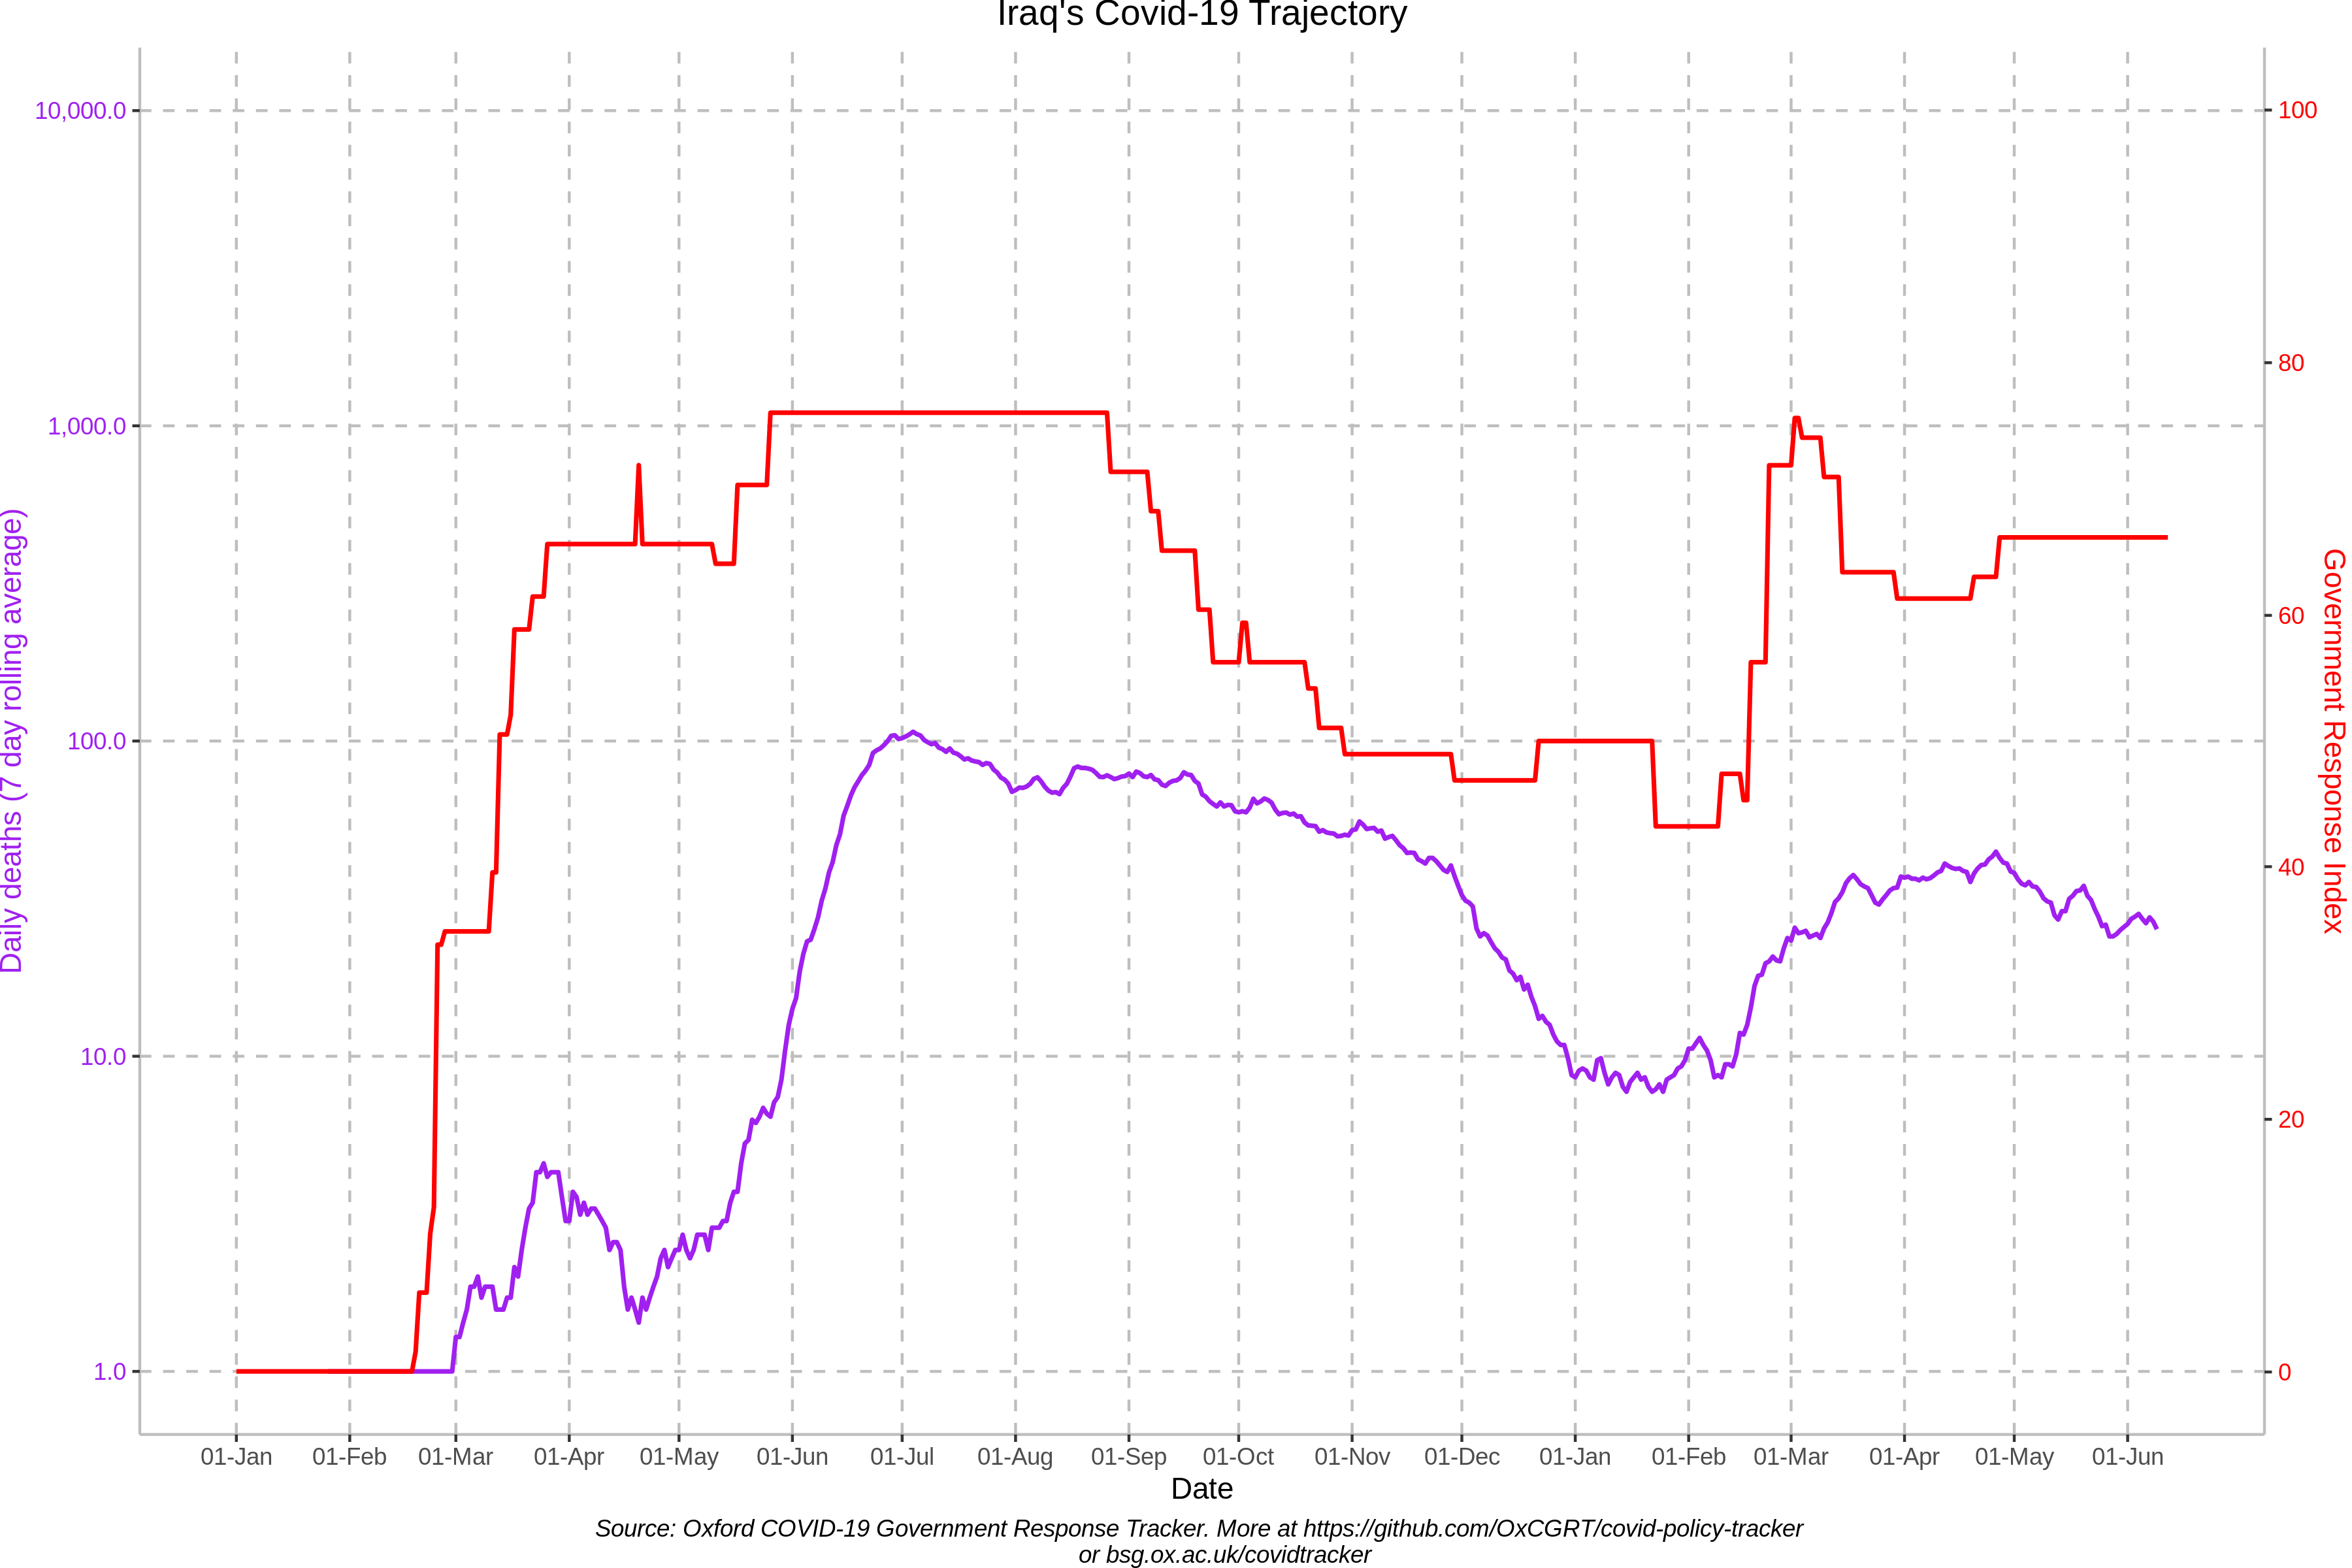 Iraq's Covid-19 Trajectory
10,000.0
1,000.0
100.0
10.0
1.0
Daily deaths (7 day rolling average)
100
80
60
40
20
0
Government Response Index
01-Jan 01-Feb 01-Mar 01-Apr 01-May 01-Jun 01-Jul 01-Aug 01-Sep 01-Oct 01-Nov 01-Dec 01-Jan 01-Feb 01-Mar 01-Apr 01-May 01-Jun
Date
Source: Oxford COVID-19 Government Response Tracker. More at https://github.com/OxCGRT/covid-policy-tracker
or bsg.ox.ac.uk/covidtracker